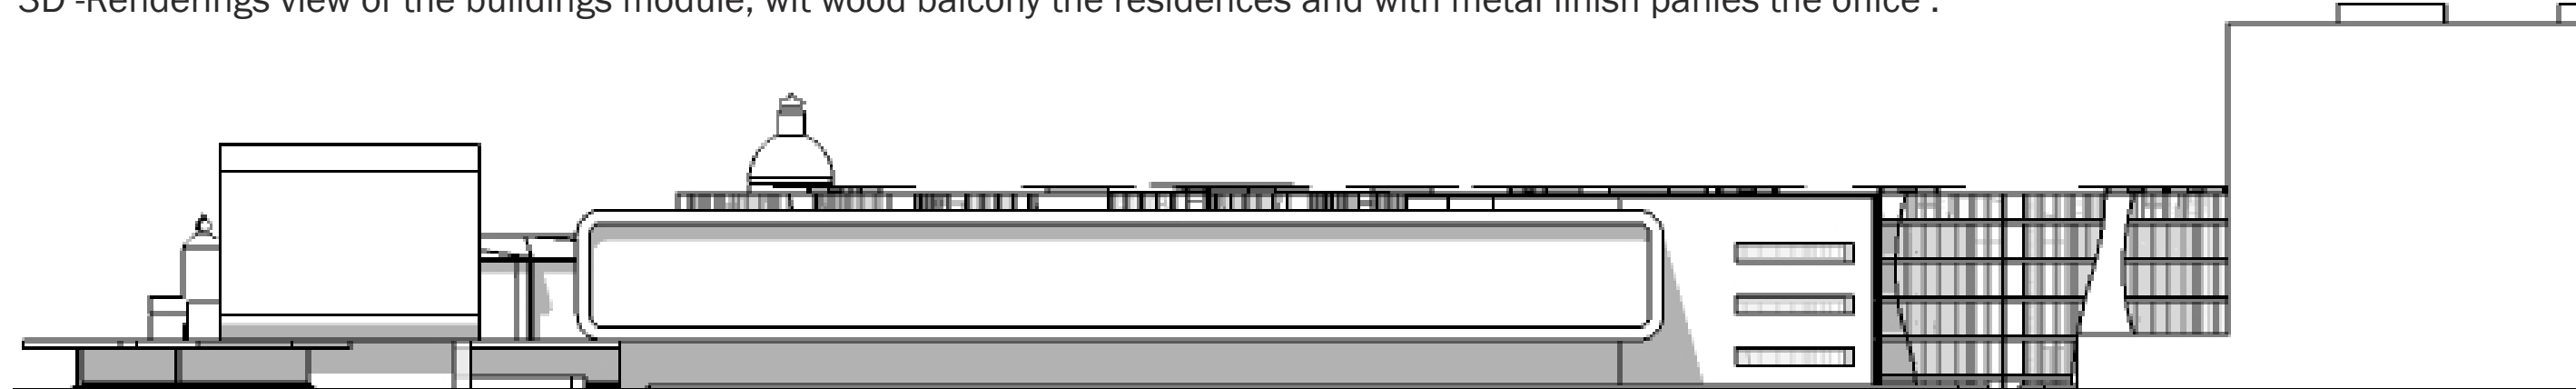 3D -Renderings view of the buildings module, wit wood balcony the residences and with metal finish panles the office .